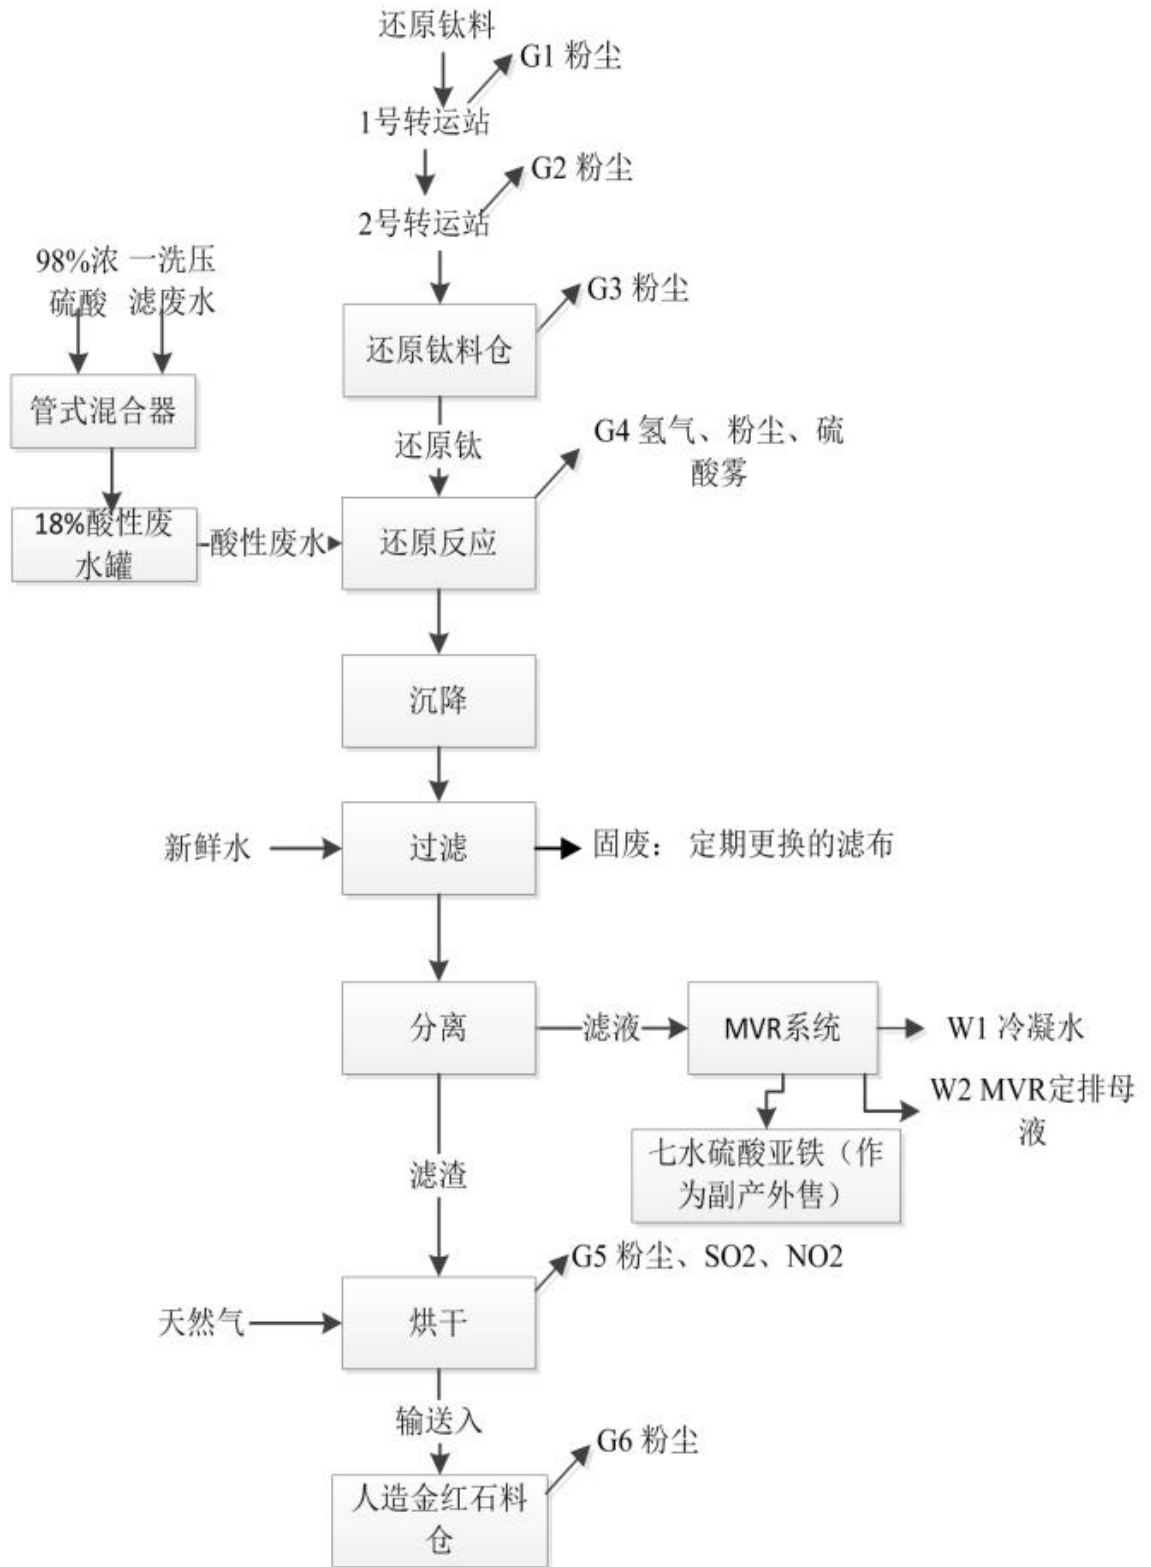 还原钛料
G1 粉尘
1号转运站
G2 粉尘
2号转运站
98%浓
硫酸
一洗压
滤废水
G3 粉尘
还原钛料仓
管式混合器
还原钛
G4 氢气、粉尘、硫
酸雾
18%酸性废
水罐
酸性废水
还原反应
沉降
新鲜水
过滤
固废： 定期更换的滤布
分离
滤液
MVR系统
W1 冷凝水
W2 MVR定排母
液
七水硫酸亚铁（作
为副产外售）
滤渣
G5 粉尘、SO2、NO2
天然气
烘干
输送入
G6 粉尘
人造金红石料
仓